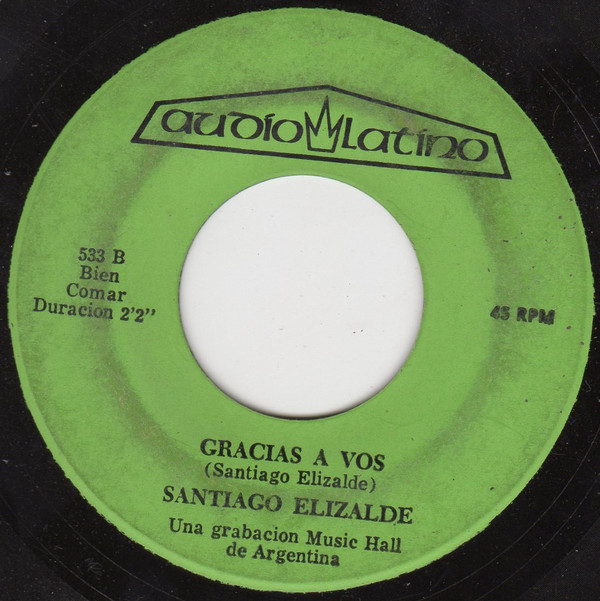 audio Latino
533 B
Bien
Comar
Duracion 2'2"
45 RPM
GRACIAS A VOS
(Santiago Elizalde)
SANTIAGO ELIZALDE
Una grabacion Music Hall
de Argentina